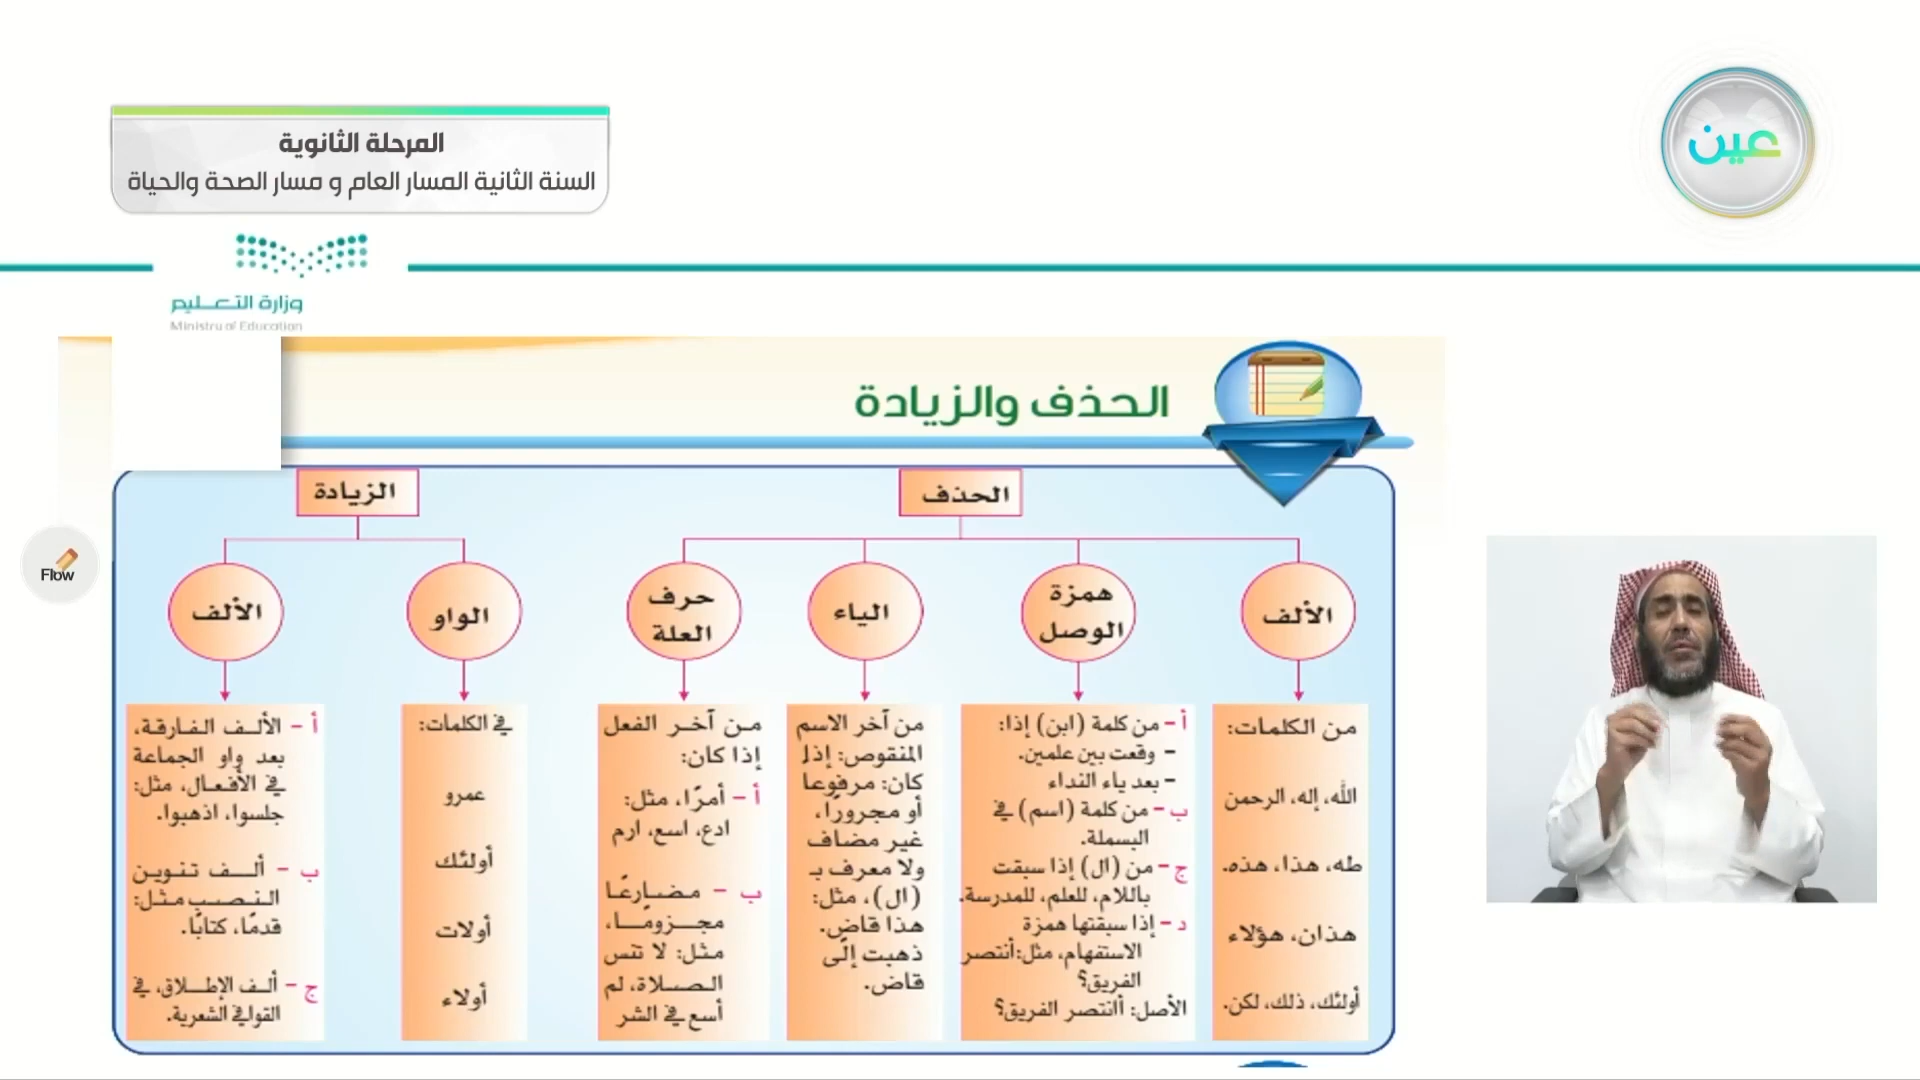 المرحلة الثانوية
السنة الثانية المسار العام و مسار الصحة والحياة
عين
وزارة التعـــليم
Ministry of Education
الحذف والزيادة
Flow
الحذف
الزيادة
الألف
همزة
الوصل
الياء
حرف
العلة
الواو
الألف
من الكلمات:
الله، إله، الرحمن
طه، هذا، هذه.
هذان، هؤلاء
أولئك، ذلك، لكن.
أ - من كلمة (ابن) إذا:
- وقعت بين علمين.
- بعد ياء النداء
ب - من كلمة (اسم) في
البسملة.
ج - من (ال) إذا سبقت
باللام، للعلم، للمدرسة.
د - إذا سبقتها همزة
الاستفهام، مثل:أنتصر
الفريق؟
الأصل: أانتصر الفريق؟
من آخر الاسم
المنقوص: إذا
كان: مرفوعا
أو مجرورًا،
غير مضاف
ولا معرف بـ
(ال)، مثل:
هذا قاضٍ.
ذهبت إلى
قاض.
من آخر الفعل
إذا كان:
أ - أمرًا، مثل:
ادع، اسع، ارم
ب - مضارعًا
مجـــزومًــا،
مثل: لا تنس
الصــلاة، لم
أسع في الشر
في الكلمات:
عمرو
أولئك
أولات
أولاء
أ - الألف الفارقة،
بعد واو الجماعة
في الأفعال، مثل:
جلسوا، اذهبوا.
ب - ألــف تنوين
النصب مثل:
قدمًا، كتابًا.
ج - ألف الإطلاق، في
القوافي الشعرية.